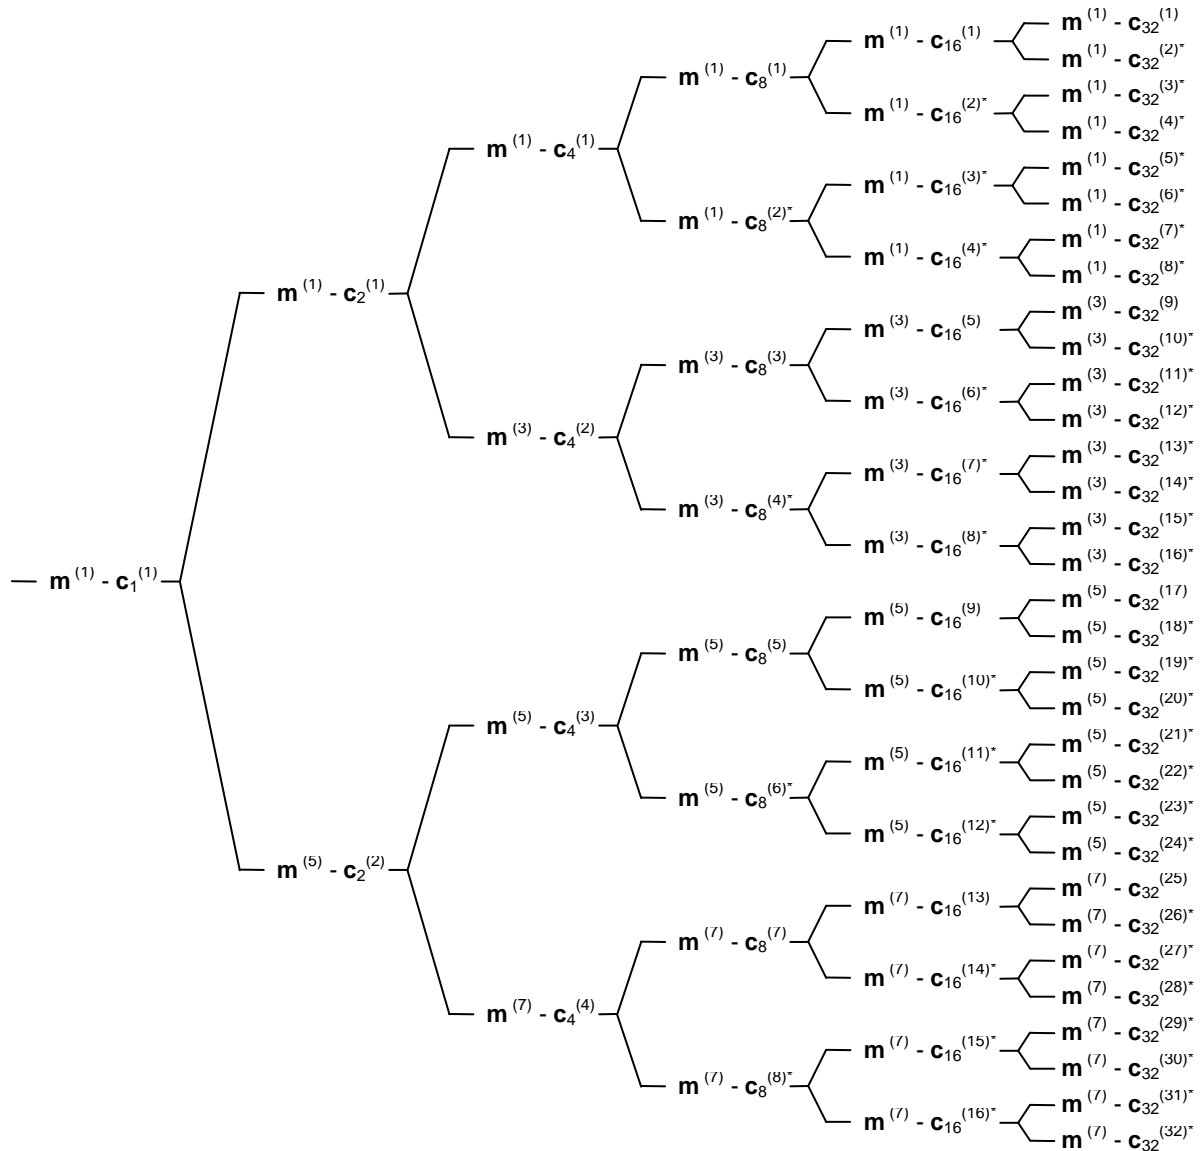 m(1) - c1(1)
m(1) - c2(1)
m(5) - c2(2)
m(1) - c4(1)
m(3) - c4(2)
m(5) - c4(3)
m(7) - c4(4)
m(1) - c8(1)
m(1) - c8(2)*
m(3) - c8(3)
m(3) - c8(4)*
m(5) - c8(5)
m(5) - c8(6)*
m(7) - c8(7)
m(7) - c8(8)*
m(1) - c16(1)
m(1) - c16(2)*
m(1) - c16(3)*
m(1) - c16(4)*
m(3) - c16(5)
m(3) - c16(6)*
m(3) - c16(7)*
m(3) - c16(8)*
m(5) - c16(9)
m(5) - c16(10)*
m(5) - c16(11)*
m(5) - c16(12)*
m(7) - c16(13)
m(7) - c16(14)*
m(7) - c16(15)*
m(7) - c16(16)*
m(1) - c32(1)
m(1) - c32(2)*
m(1) - c32(3)*
m(1) - c32(4)*
m(1) - c32(5)*
m(1) - c32(6)*
m(1) - c32(7)*
m(1) - c32(8)*
m(3) - c32(9)
m(3) - c32(10)*
m(3) - c32(11)*
m(3) - c32(12)*
m(3) - c32(13)*
m(3) - c32(14)*
m(3) - c32(15)*
m(3) - c32(16)*
m(5) - c32(17)
m(5) - c32(18)*
m(5) - c32(19)*
m(5) - c32(20)*
m(5) - c32(21)*
m(5) - c32(22)*
m(5) - c32(23)*
m(5) - c32(24)*
m(7) - c32(25)
m(7) - c32(26)*
m(7) - c32(27)*
m(7) - c32(28)*
m(7) - c32(29)*
m(7) - c32(30)*
m(7) - c32(31)*
m(7) - c32(32)*